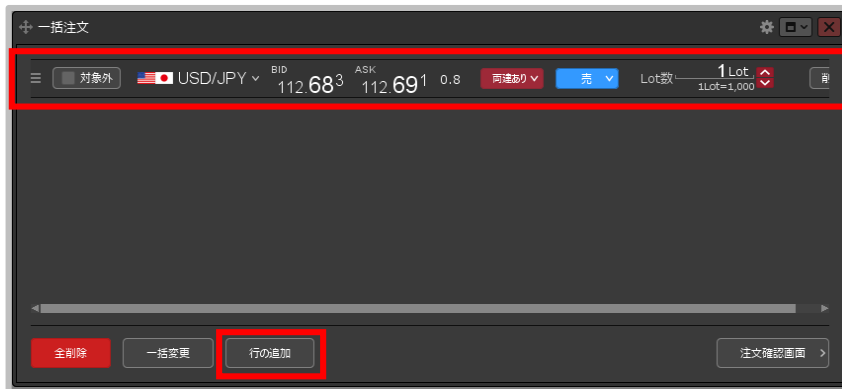 一括注文
対象外 USD/JPY BID 112.683 ASK 112.691 0.8 両建あり 売 Lot数 1 Lot 1Lot=1,000 削
全削除 一括変更 行の追加 注文確認画面